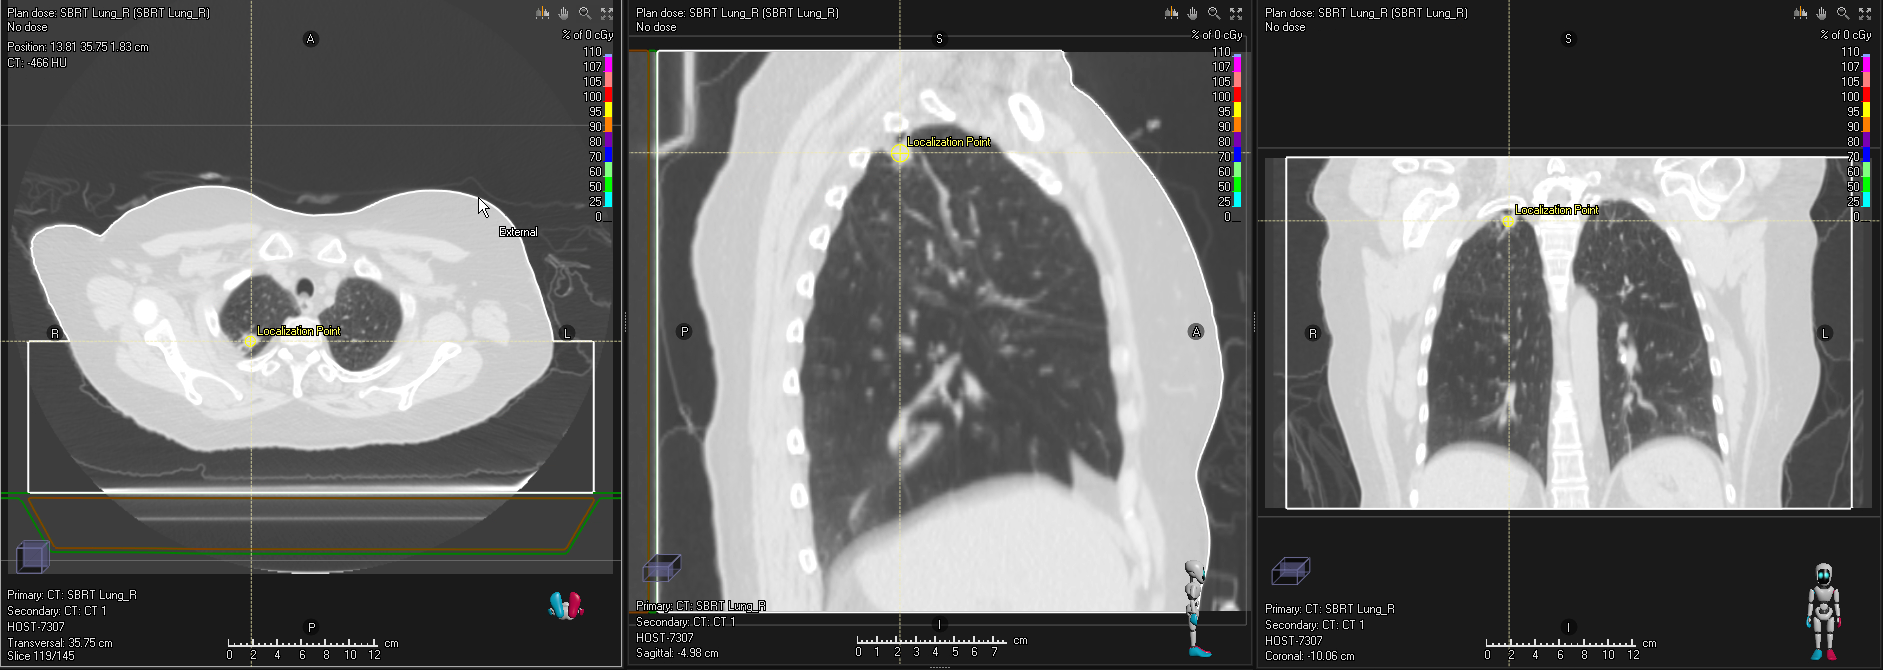 Plan dose: SBRT Lung_R (SBRT Lung_R)
No dose
Position: 13.81 35.75 1.83 cm
CT: -466 HU
% of 0 cGy
110
107
105
100
95
90
80
70
60
50
25
0
A
External
Localization Point
R
L
Primary: CT: SBRT Lung_R
Secondary: CT: CT 1
HOST-7307
Transversal: 35.75 cm
Slice 119/145
P
0 2 4 6 8 10 12 cm
Plan dose: SBRT Lung_R (SBRT Lung_R)
No dose
% of 0 cGy
110
107
105
100
95
90
80
70
60
50
25
0
S
Localization Point
P
A
Primary: CT: SBRT Lung_R
Secondary: CT: CT 1
HOST-7307
Sagittal: -4.98 cm
I
0 1 2 3 4 5 6 7 cm
Plan dose: SBRT Lung_R (SBRT Lung_R)
No dose
% of 0 cGy
110
107
105
100
95
90
80
70
60
50
25
0
S
Localization Point
R
L
Primary: CT: SBRT Lung_R
Secondary: CT: CT 1
HOST-7307
Coronal: -10.06 cm
I
0 2 4 6 8 10 12 cm